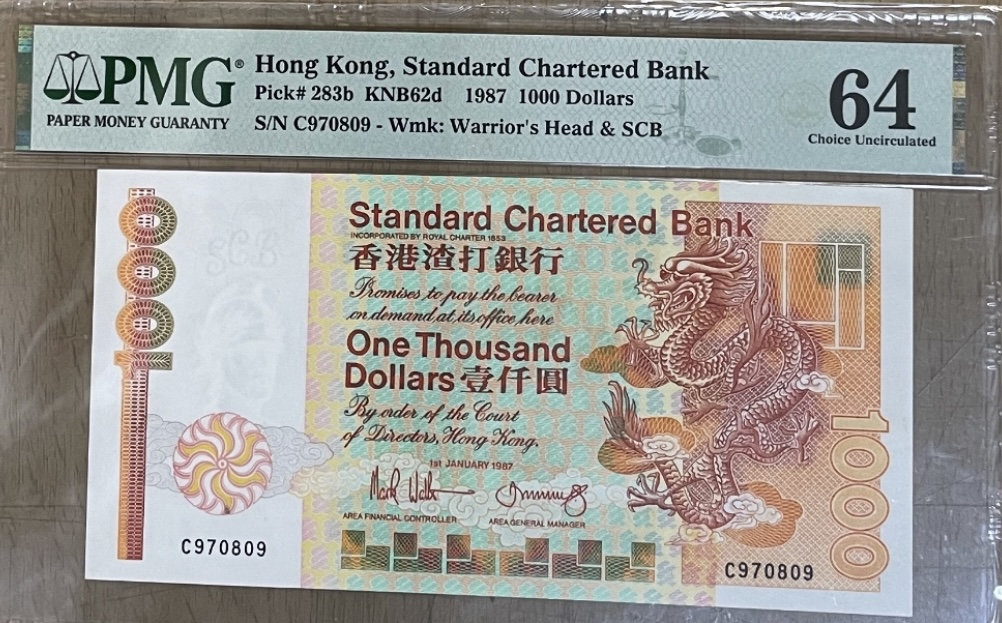 PMG®
PAPER MONEY GUARANTY
Hong Kong, Standard Chartered Bank
Pick# 283b KNB62d 1987 1000 Dollars
S/N C970809 - Wmk: Warrior's Head & SCB
64
Choice Uncirculated
1000
SCB
Standard Chartered Bank
INCORPORATED BY ROYAL CHARTER 1853
香港渣打銀行
Promises to pay the bearer
on demand at its office here
One Thousand
Dollars 壹仟圓
By order of the Court
of Directors, Hong Kong.
1st JANUARY 1987
AREA FINANCIAL CONTROLLER
AREA GENERAL MANAGER
1000
C970809
C970809